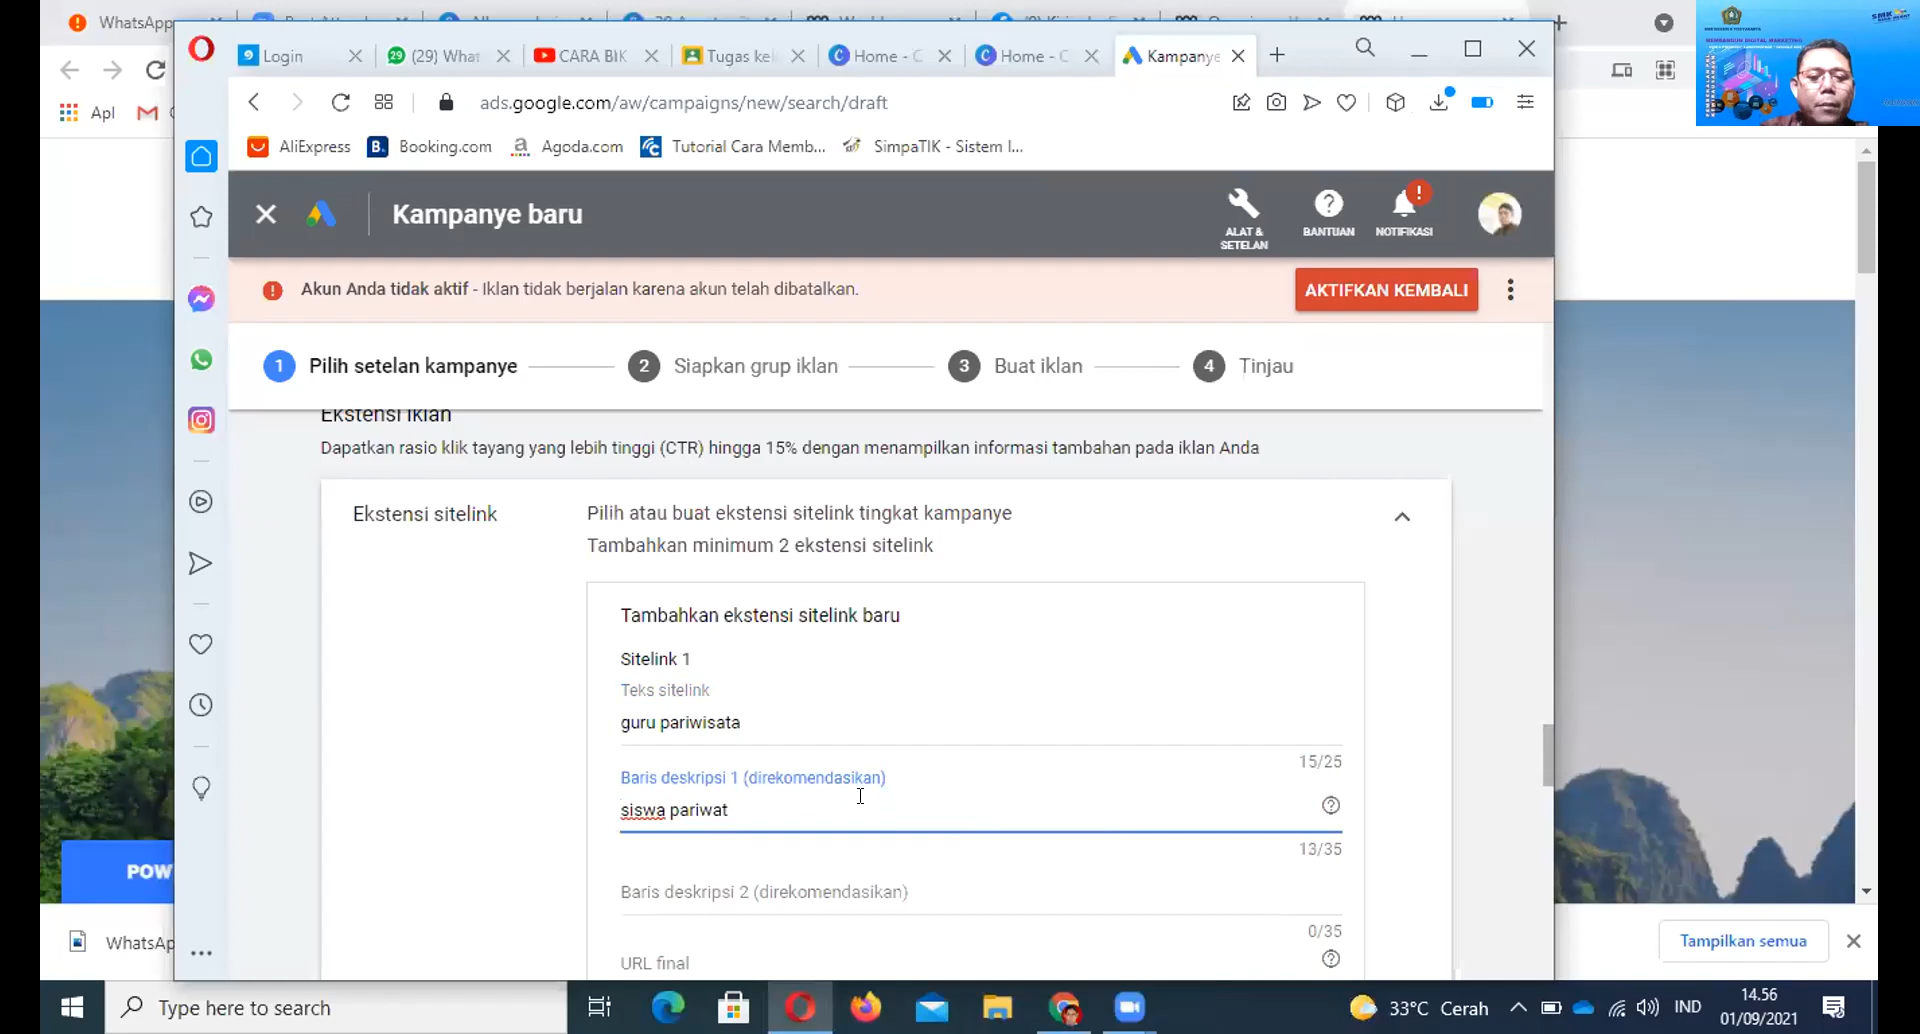 WhatsApp
Login
(29) What
CARA BIK
Tugas kel
Home - C
Home - C
Kampanye
ads.google.com/aw/campaigns/new/search/draft
Apl
AliExpress
Booking.com
Agoda.com
Tutorial Cara Memb...
SimpaTIK - Sistem I...
Kampanye baru
ALAT & SETELAN
BANTUAN
NOTIFIKASI
Akun Anda tidak aktif - Iklan tidak berjalan karena akun telah dibatalkan.
AKTIFKAN KEMBALI
1 Pilih setelan kampanye
2 Siapkan grup iklan
3 Buat iklan
4 Tinjau
Ekstensi iklan
Dapatkan rasio klik tayang yang lebih tinggi (CTR) hingga 15% dengan menampilkan informasi tambahan pada iklan Anda
Ekstensi sitelink
Pilih atau buat ekstensi sitelink tingkat kampanye
Tambahkan minimum 2 ekstensi sitelink
Tambahkan ekstensi sitelink baru
Sitelink 1
Teks sitelink
guru pariwisata
15/25
Baris deskripsi 1 (direkomendasikan)
siswa pariwat
13/35
Baris deskripsi 2 (direkomendasikan)
0/35
URL final
POW
WhatsAp
Tampilkan semua
Type here to search
33°C Cerah
IND
14.56
01/09/2021